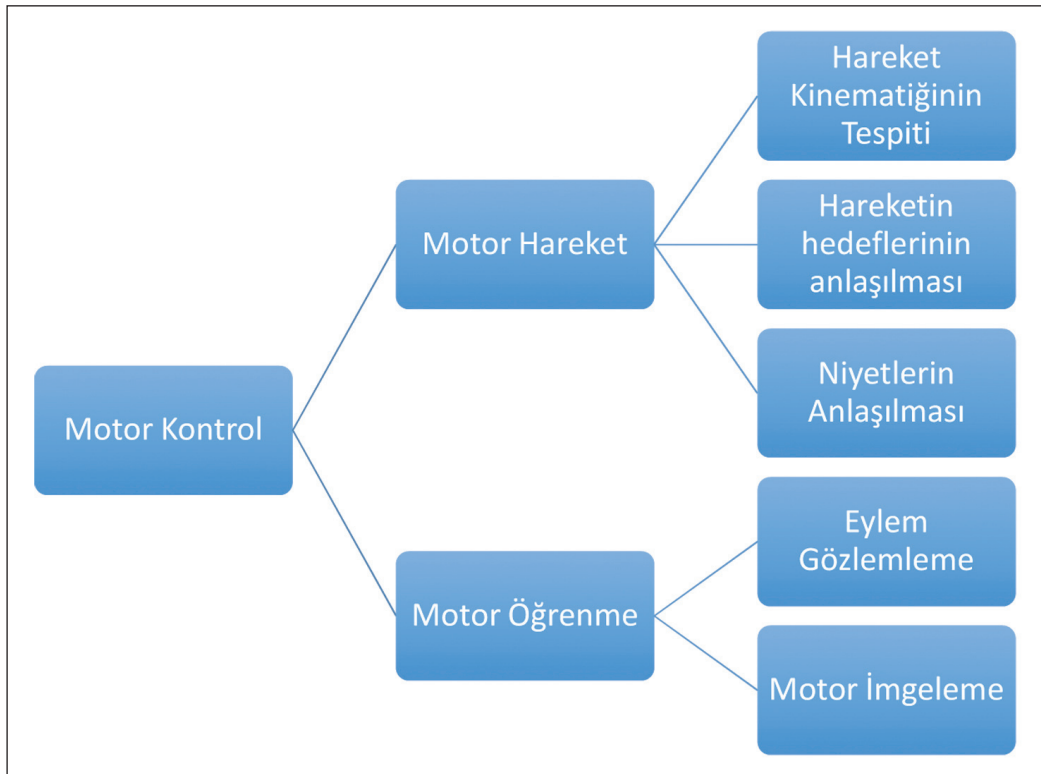 Motor Kontrol
Motor Hareket
Hareket
Kinematiğinin
Tespiti
Hareketin
hedeflerinin
anlaşılması
Niyetlerin
Anlaşılması
Motor Öğrenme
Eylem
Gözlemleme
Motor İmgeleme